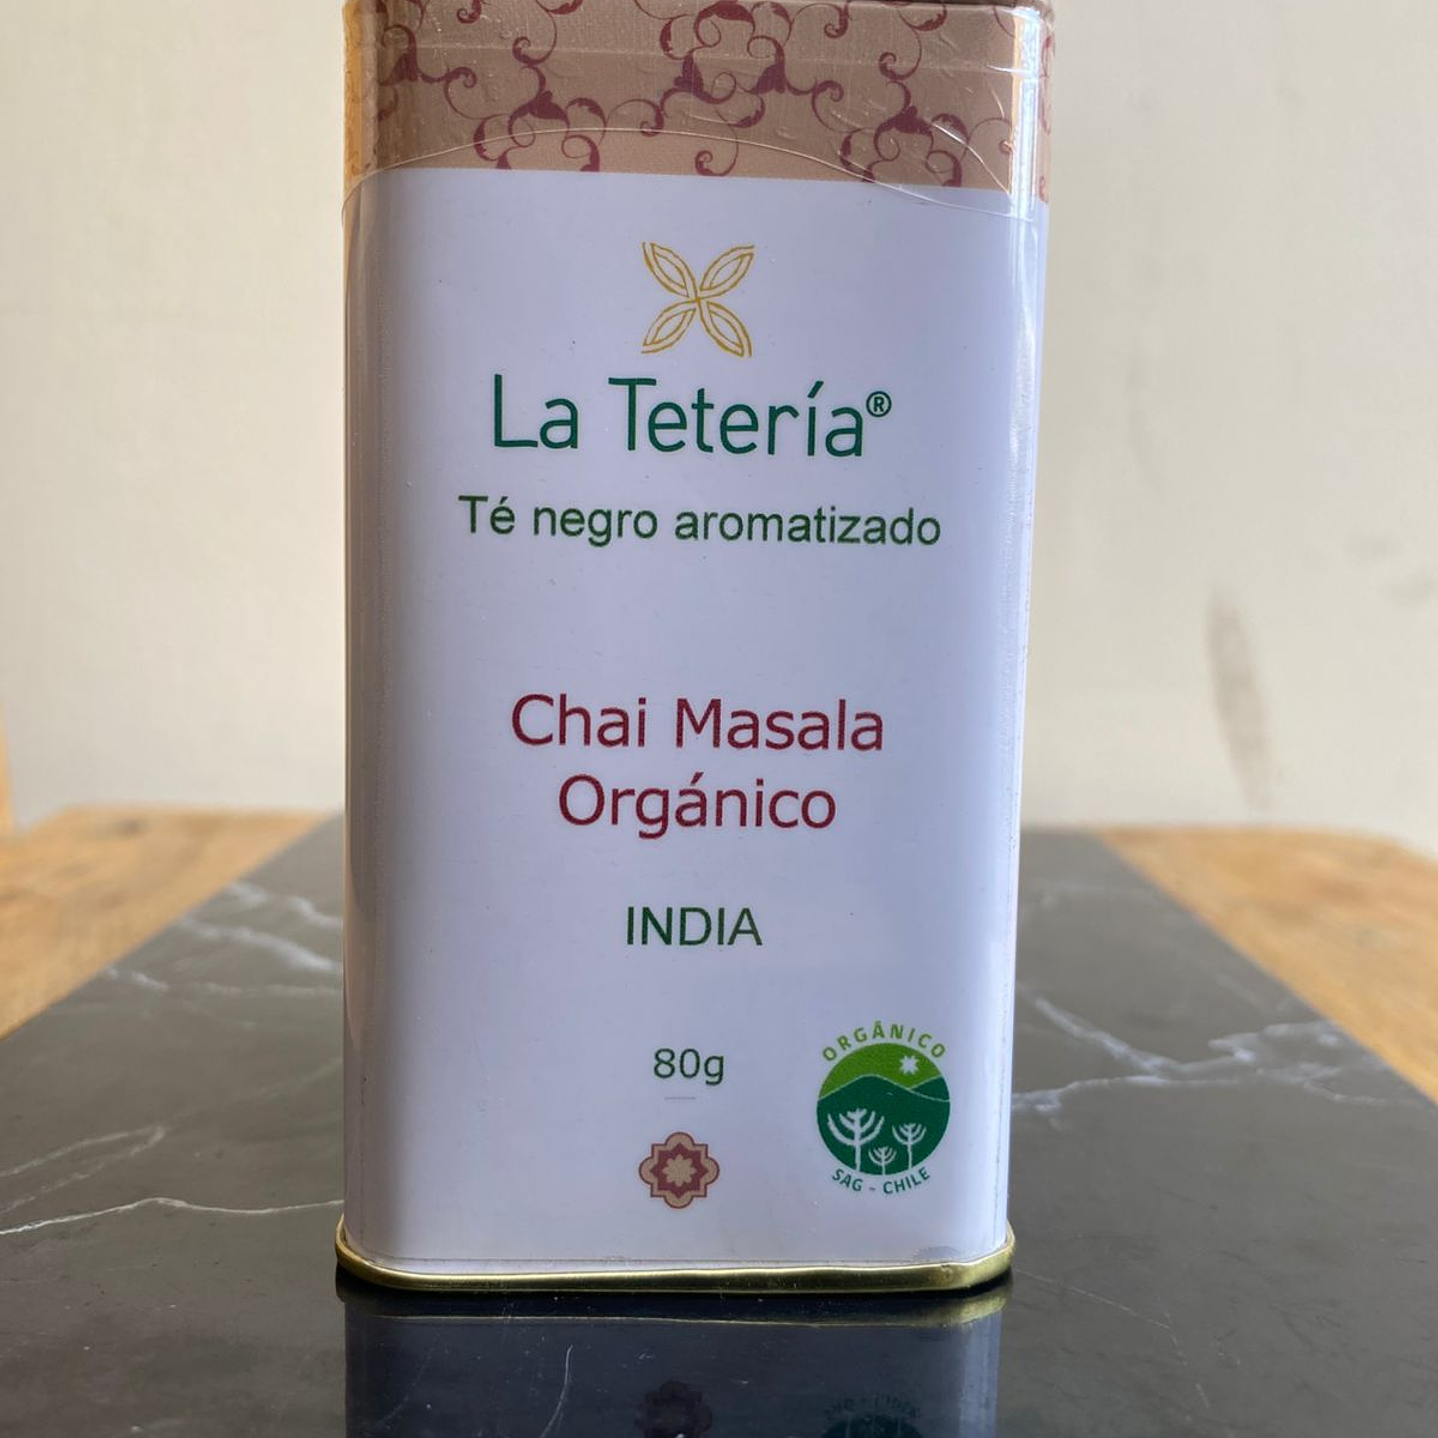 La Tetería®
Té negro aromatizado
Chai Masala
Orgánico
INDIA
80g
ORGÁNICO
SAG - CHILE